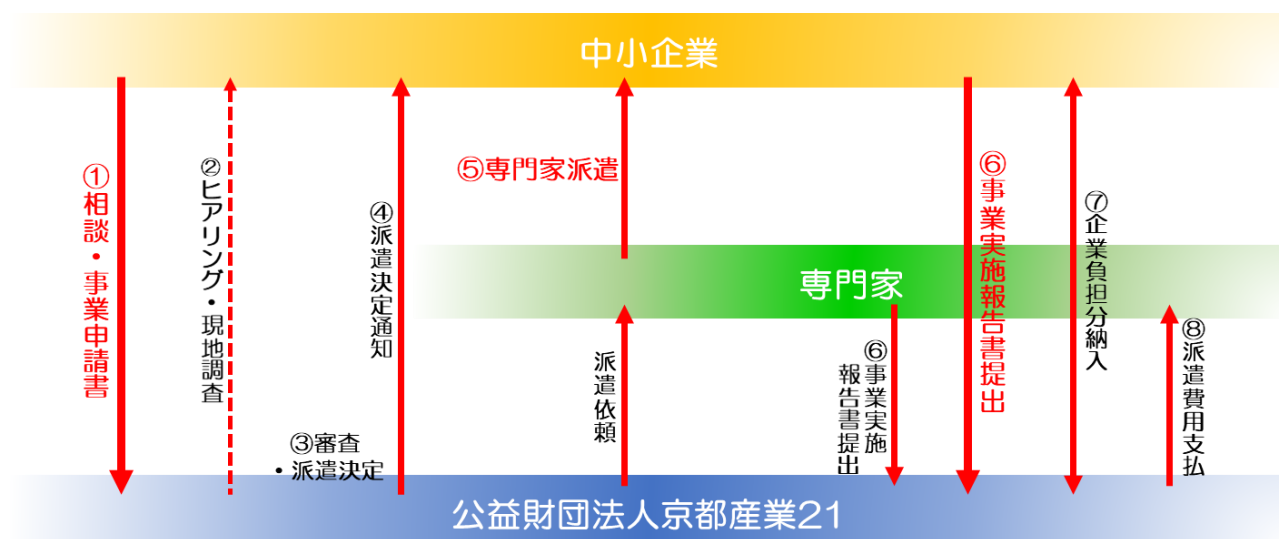 中小企業
①相談・事業申請書
②ヒアリング・現地調査
③審査
・派遣決定
④派遣決定通知
⑤専門家派遣
専門家
派遣依頼
⑥事業実施
報告書提出
⑥事業実施報告書提出
⑦企業負担分納入
⑧派遣費用支払
公益財団法人京都産業21